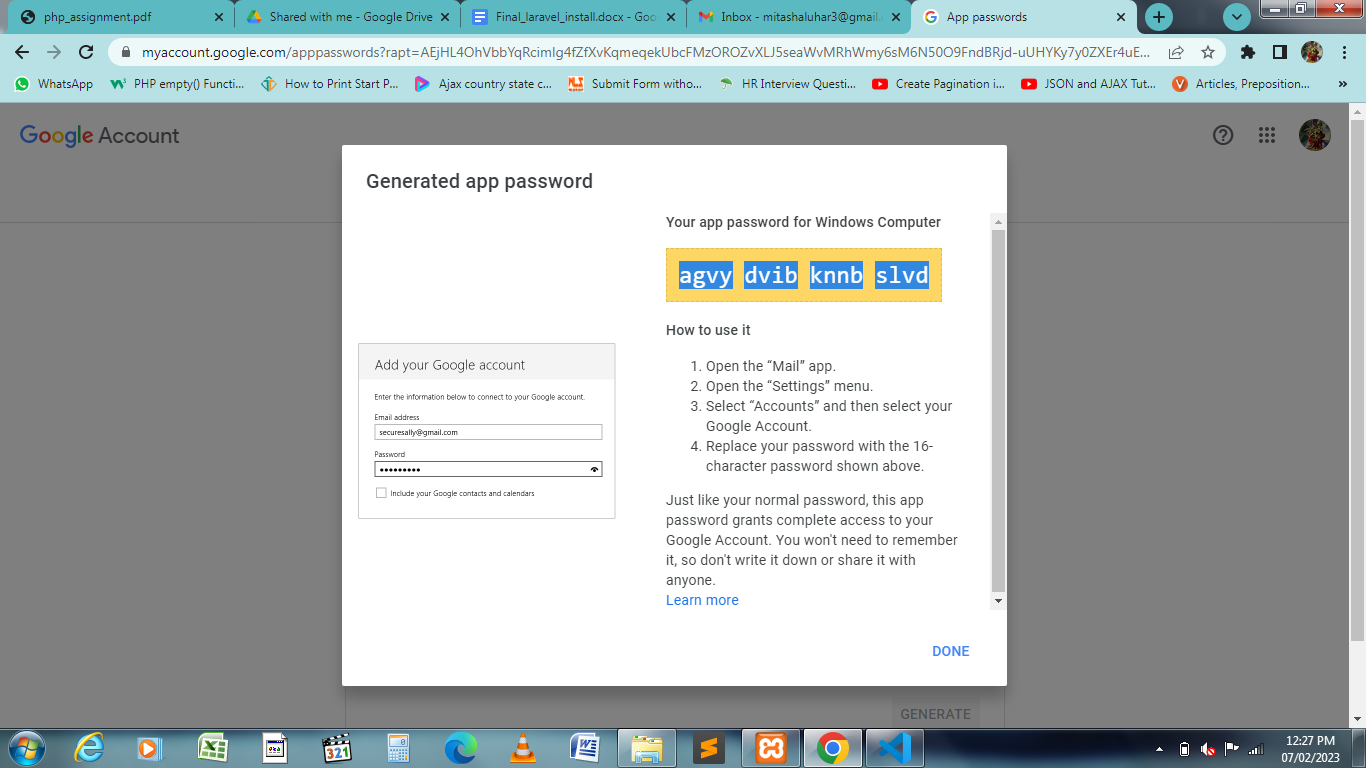 php_assignment.pdf
Shared with me - Google Drive
Final_laravel_install.docx - Goo
Inbox - mitashaluhar3@gmail.
App passwords
myaccount.google.com/apppasswords?rapt=AEjHL4OhVbbYqRcimIg4fZfXvKqmeqekUbcFMzOROZvXLJ5seaWvMRhWmy6sM6N50O9FndBRjd-uUHYKy7y0ZXEr4uE...
WhatsApp
PHP empty() Functi...
How to Print Start P...
Ajax country state c...
Submit Form witho...
HR Interview Questi...
Create Pagination i...
JSON and AJAX Tut...
Articles, Preposition...
Google Account
Generated app password
Your app password for Windows Computer
agvy dvib knnb slvd
How to use it
1. Open the “Mail” app.
2. Open the “Settings” menu.
3. Select “Accounts” and then select your
Google Account.
4. Replace your password with the 16-
character password shown above.
Just like your normal password, this app
password grants complete access to your
Google Account. You won't need to remember
it, so don't write it down or share it with
anyone.
Learn more
Add your Google account
Enter the information below to connect to your Google account.
Email address
securesally@gmail.com
Password
Include your Google contacts and calendars
DONE
GENERATE
321
12:27 PM
07/02/2023